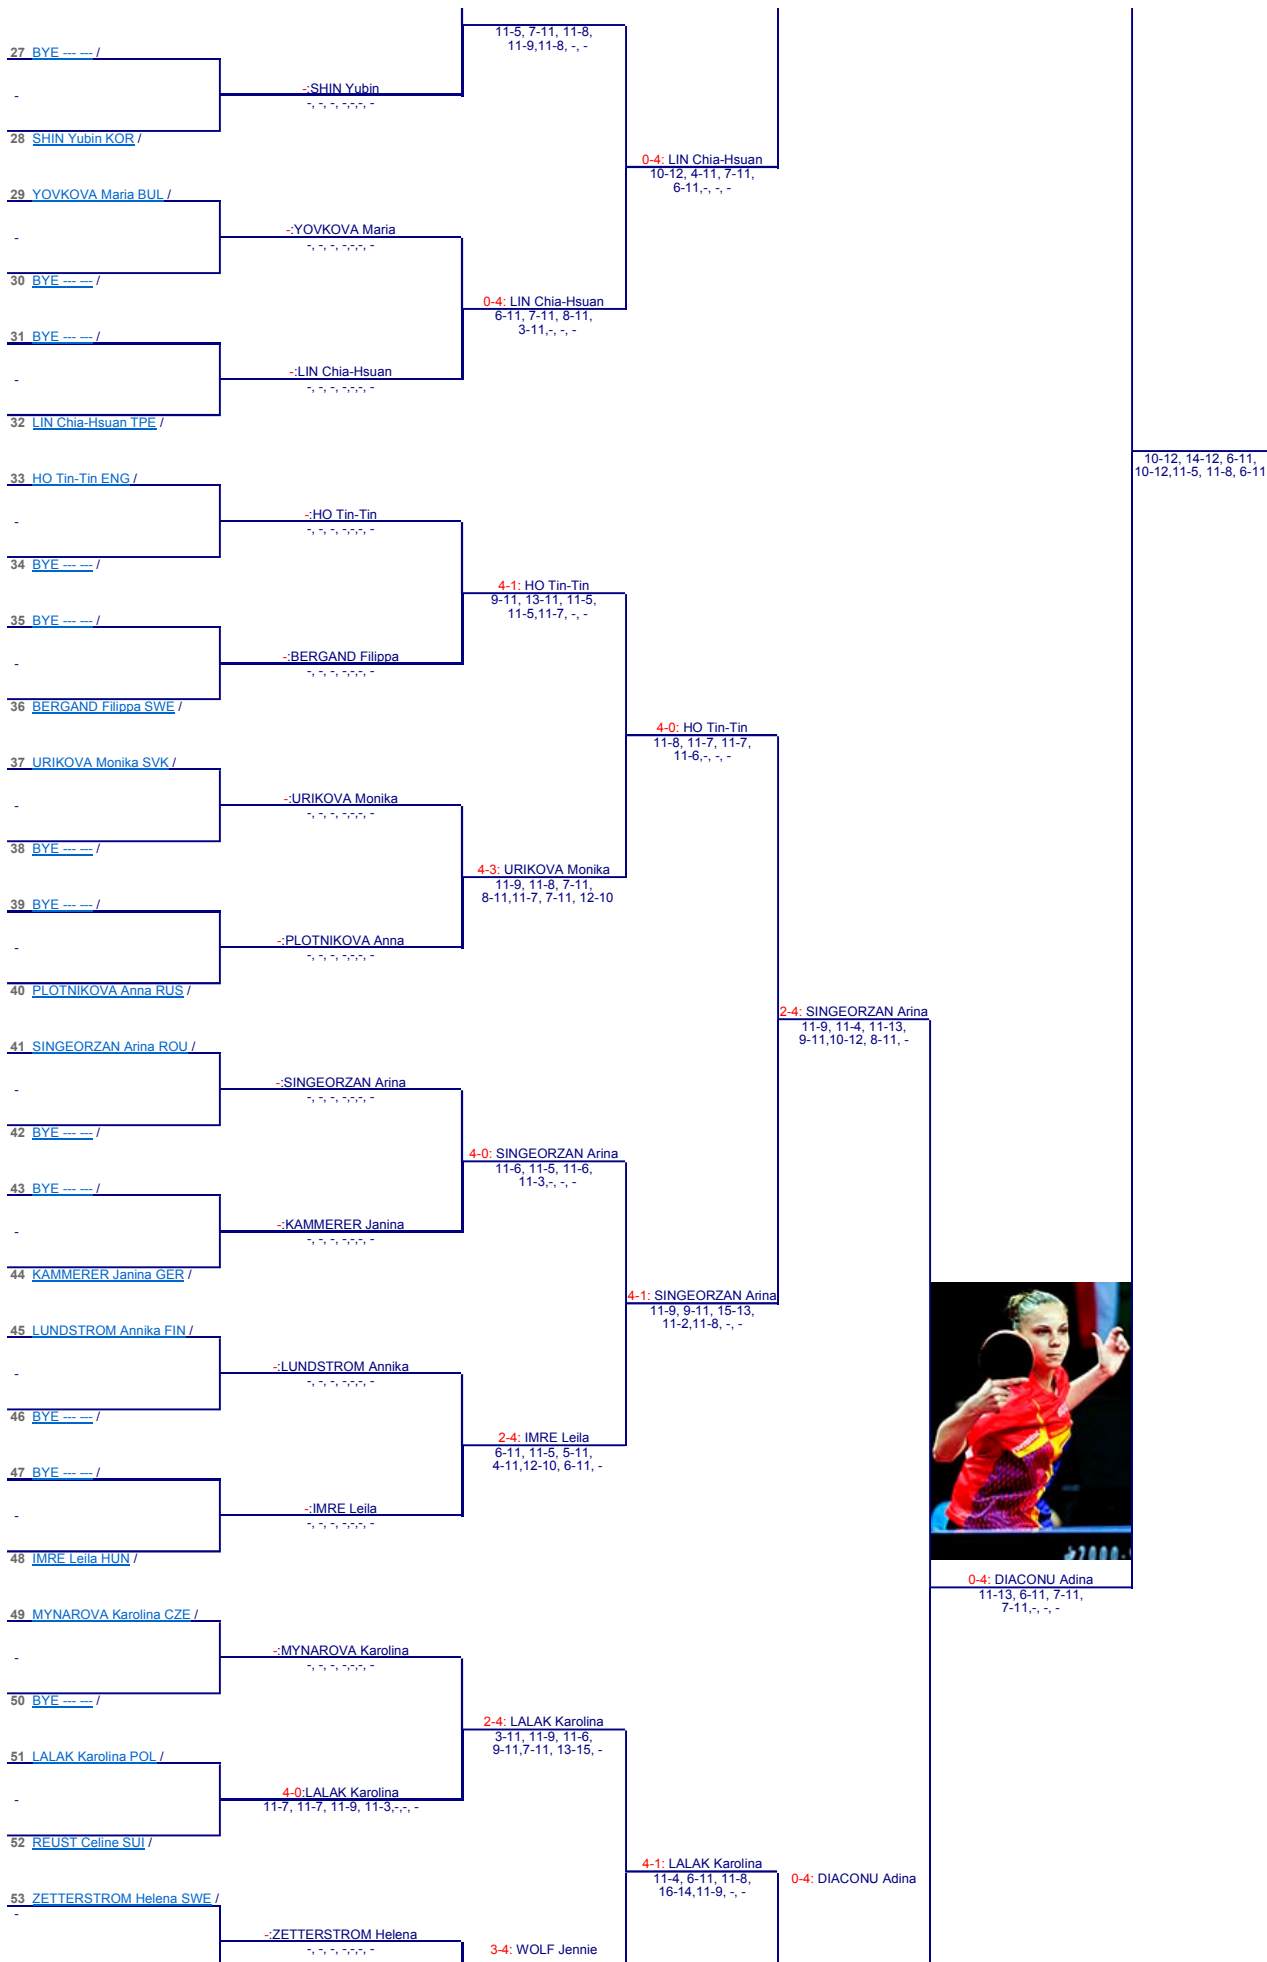 11-5, 7-11, 11-8,
11-9,11-8, -, -
27 BYE --- --- /
-
-:SHIN Yubin
-, -, -, -,-,-, -
28 SHIN Yubin KOR /
0-4: LIN Chia-Hsuan
10-12, 4-11, 7-11,
6-11,-, -, -
29 YOVKOVA Maria BUL /
-
-:YOVKOVA Maria
-, -, -, -,-,-, -
30 BYE --- --- /
0-4: LIN Chia-Hsuan
6-11, 7-11, 8-11,
3-11,-, -, -
31 BYE --- --- /
-
-:LIN Chia-Hsuan
-, -, -, -,-,-, -
32 LIN Chia-Hsuan TPE /
10-12, 14-12, 6-11,
10-12,11-5, 11-8, 6-11
33 HO Tin-Tin ENG /
-
-:HO Tin-Tin
-, -, -, -,-,-, -
34 BYE --- --- /
4-1: HO Tin-Tin
9-11, 13-11, 11-5,
11-5,11-7, -, -
35 BYE --- --- /
-
-:BERGAND Filippa
-, -, -, -,-,-, -
36 BERGAND Filippa SWE /
4-0: HO Tin-Tin
11-8, 11-7, 11-7,
11-6,-, -, -
37 URIKOVA Monika SVK /
-
-:URIKOVA Monika
-, -, -, -,-,-, -
38 BYE --- --- /
4-3: URIKOVA Monika
11-9, 11-8, 7-11,
8-11,11-7, 7-11, 12-10
39 BYE --- --- /
-
-:PLOTNIKOVA Anna
-, -, -, -,-,-, -
40 PLOTNIKOVA Anna RUS /
2-4: SINGEORZAN Arina
11-9, 11-4, 11-13,
9-11,10-12, 8-11, -
41 SINGEORZAN Arina ROU /
-
-:SINGEORZAN Arina
-, -, -, -,-,-, -
42 BYE --- --- /
4-0: SINGEORZAN Arina
11-6, 11-5, 11-6,
11-3,-, -, -
43 BYE --- --- /
-
-:KAMMERER Janina
-, -, -, -,-,-, -
44 KAMMERER Janina GER /
4-1: SINGEORZAN Arina
11-9, 9-11, 15-13,
11-2,11-8, -, -
45 LUNDSTROM Annika FIN /
-
-:LUNDSTROM Annika
-, -, -, -,-,-, -
46 BYE --- --- /
2-4: IMRE Leila
6-11, 11-5, 5-11,
4-11,12-10, 6-11, -
47 BYE --- --- /
-
-:IMRE Leila
-, -, -, -,-,-, -
48 IMRE Leila HUN /
0-4: DIACONU Adina
11-13, 6-11, 7-11,
7-11,-, -, -
49 MYNAROVA Karolina CZE /
-
-:MYNAROVA Karolina
-, -, -, -,-,-, -
50 BYE --- --- /
2-4: LALAK Karolina
3-11, 11-9, 11-6,
9-11,7-11, 13-15, -
51 LALAK Karolina POL /
-
4-0:LALAK Karolina
11-7, 11-7, 11-9, 11-3,-,-, -
52 REUST Celine SUI /
4-1: LALAK Karolina
11-4, 6-11, 11-8,
16-14,11-9, -, -
0-4: DIACONU Adina
53 ZETTERSTROM Helena SWE /
-
-:ZETTERSTROM Helena
-, -, -, -,-,-, -
3-4: WOLF Jennie